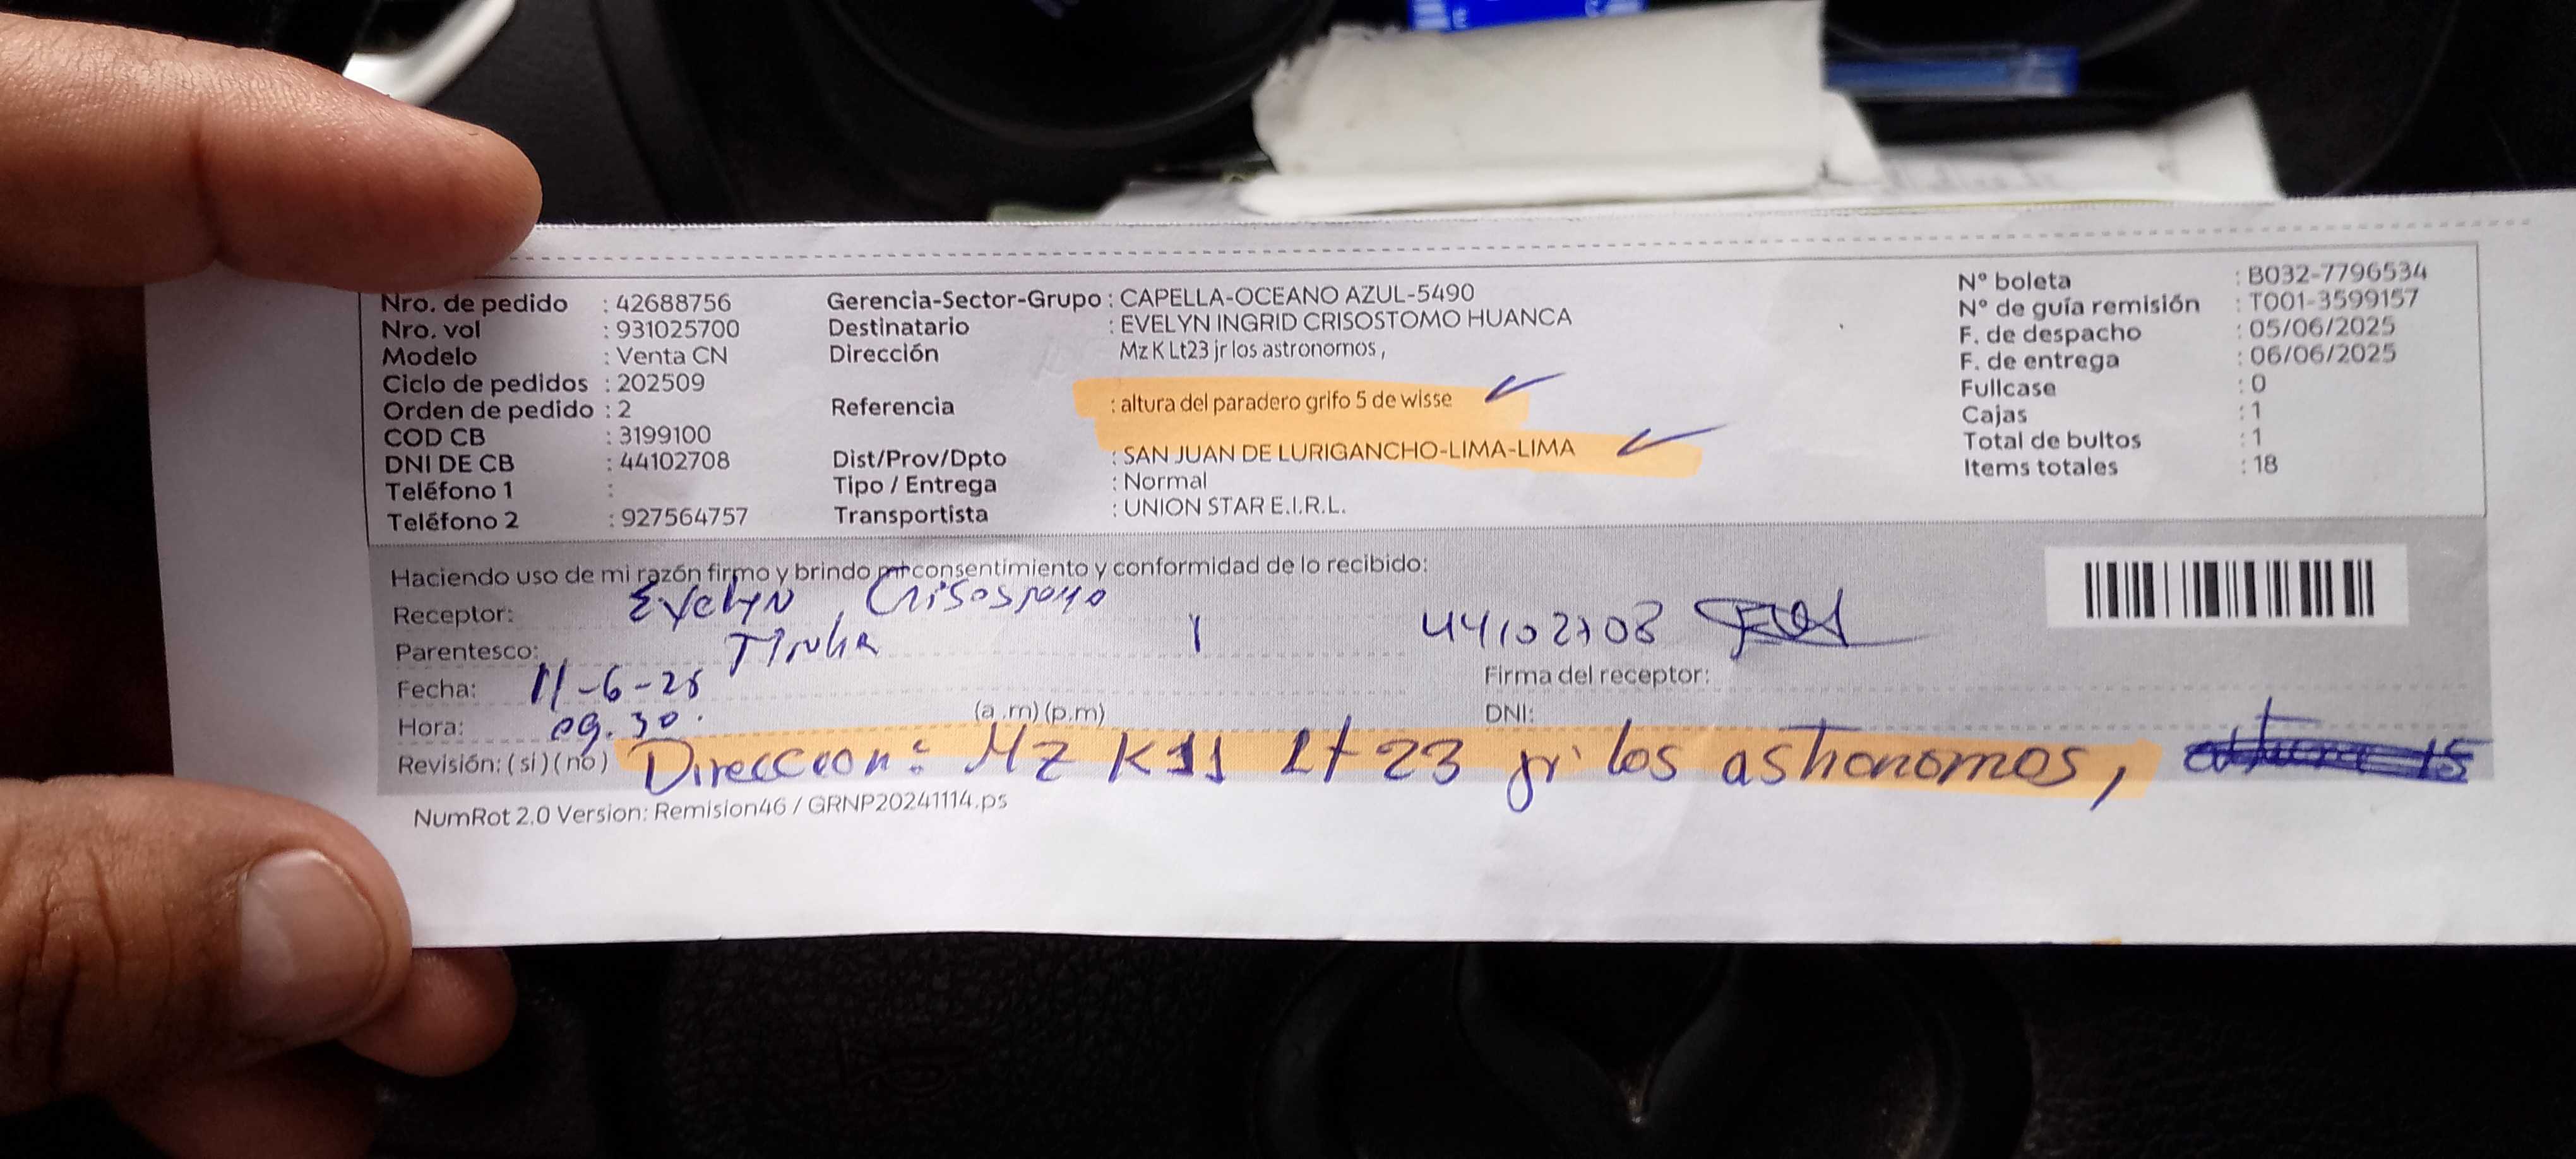 Nro. de pedido : 42688756
Nro. vol : 931025700
Modelo : Venta CN
Ciclo de pedidos : 202509
Orden de pedido : 2
COD CB : 3199100
DNI DE CB : 44102708
Teléfono 1 :
Teléfono 2 : 927564757
Gerencia-Sector-Grupo : CAPELLA-OCEANO AZUL-5490
Destinatario : EVELYN INGRID CRISOSTOMO HUANCA
Dirección Mz K Lt23 jr los astronomos ,
Referencia : altura del paradero grifo 5 de wisse
Dist/Prov/Dpto : SAN JUAN DE LURIGANCHO-LIMA-LIMA
Tipo / Entrega : Normal
Transportista : UNION STAR E.I.R.L.
N° boleta : B032-7796534
N° de guía remisión : T001-3599157
F. de despacho : 05/06/2025
F. de entrega : 06/06/2025
Fullcase : 0
Cajas : 1
Total de bultos : 1
Items totales : 18
Haciendo uso de mi razón firmo y brindo mi consentimiento y conformidad de lo recibido:
Receptor: Evelyn Crisostomo
Parentesco: 44102708
Fecha: 11-6-25 Firma del receptor:
Hora: 09.30. (a .m) (p.m) DNI:
Revisión: (si) (no) Direccion: Mz K11 Lt 23 jr los astronomos,
NumRot 2.0 Version: Remision46 / GRNP20241114.ps